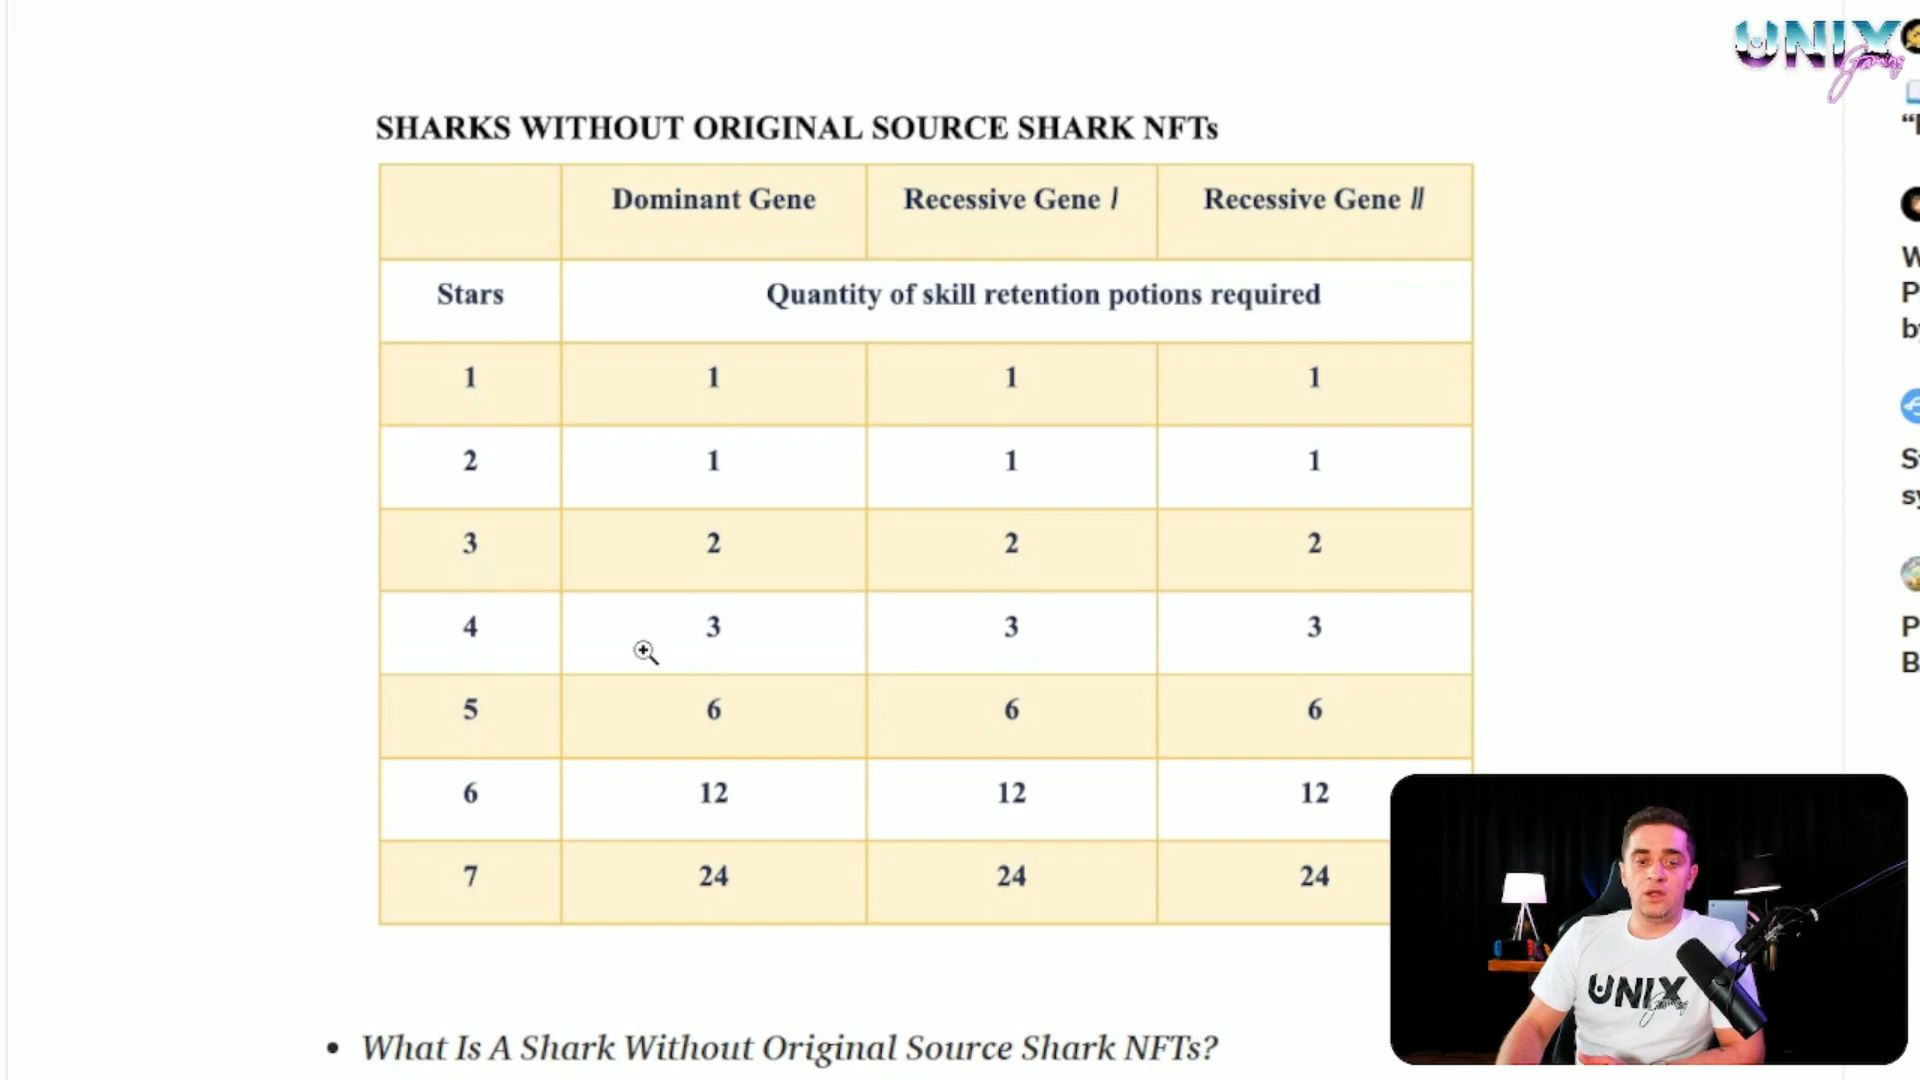 UNIX
Gaming
SHARKS WITHOUT ORIGINAL SOURCE SHARK NFTs
Dominant Gene Recessive Gene I Recessive Gene II
Stars Quantity of skill retention potions required
1 1 1 1
2 1 1 1
3 2 2 2
4 3 3 3
5 6 6 6
6 12 12 12
7 24 24 24
• What Is A Shark Without Original Source Shark NFTs?
UNIX
Gaming